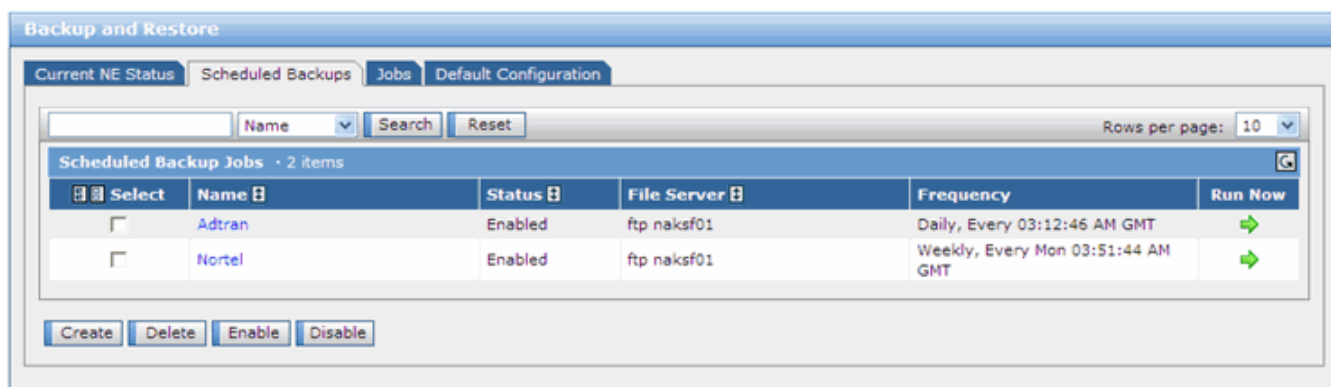 Backup and Restore
Current NE Status Scheduled Backups Jobs Default Configuration
Name Search Reset Rows per page: 10
Scheduled Backup Jobs · 2 items
Select Name Status File Server Frequency Run Now
Adtran Enabled ftp naksf01 Daily, Every 03:12:46 AM GMT
Nortel Enabled ftp naksf01 Weekly, Every Mon 03:51:44 AM
GMT
Create Delete Enable Disable